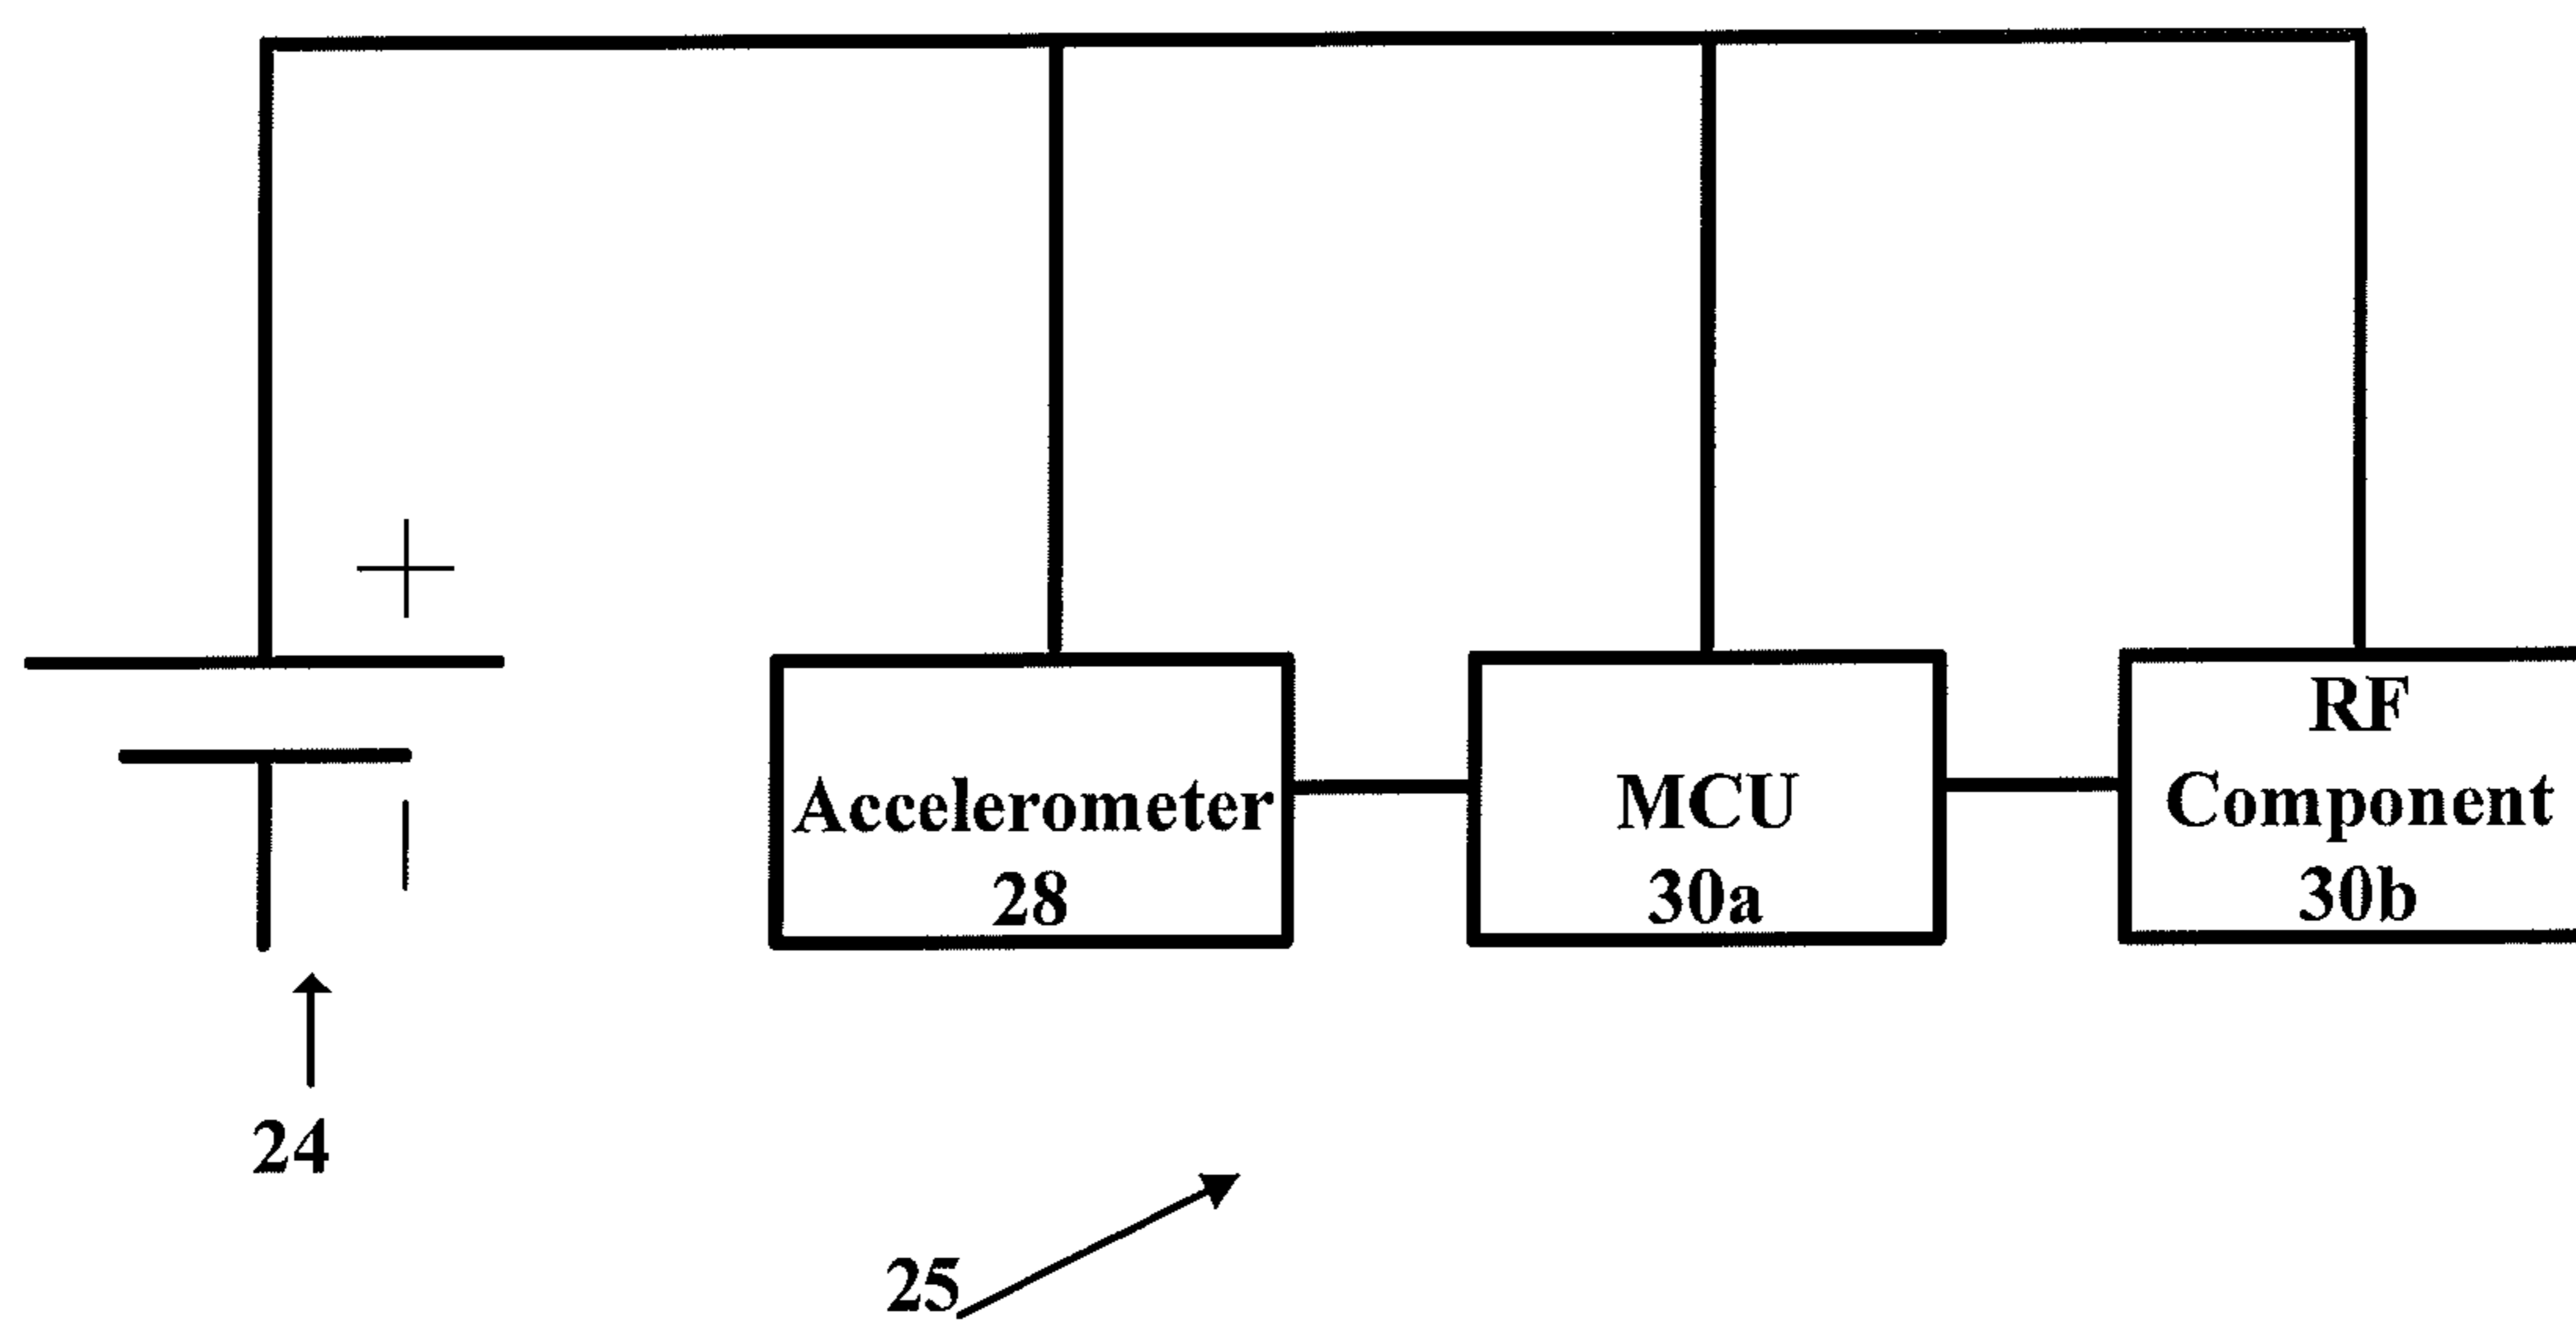 +
|
Accelerometer
28
MCU
30a
RF
Component
30b
24
25